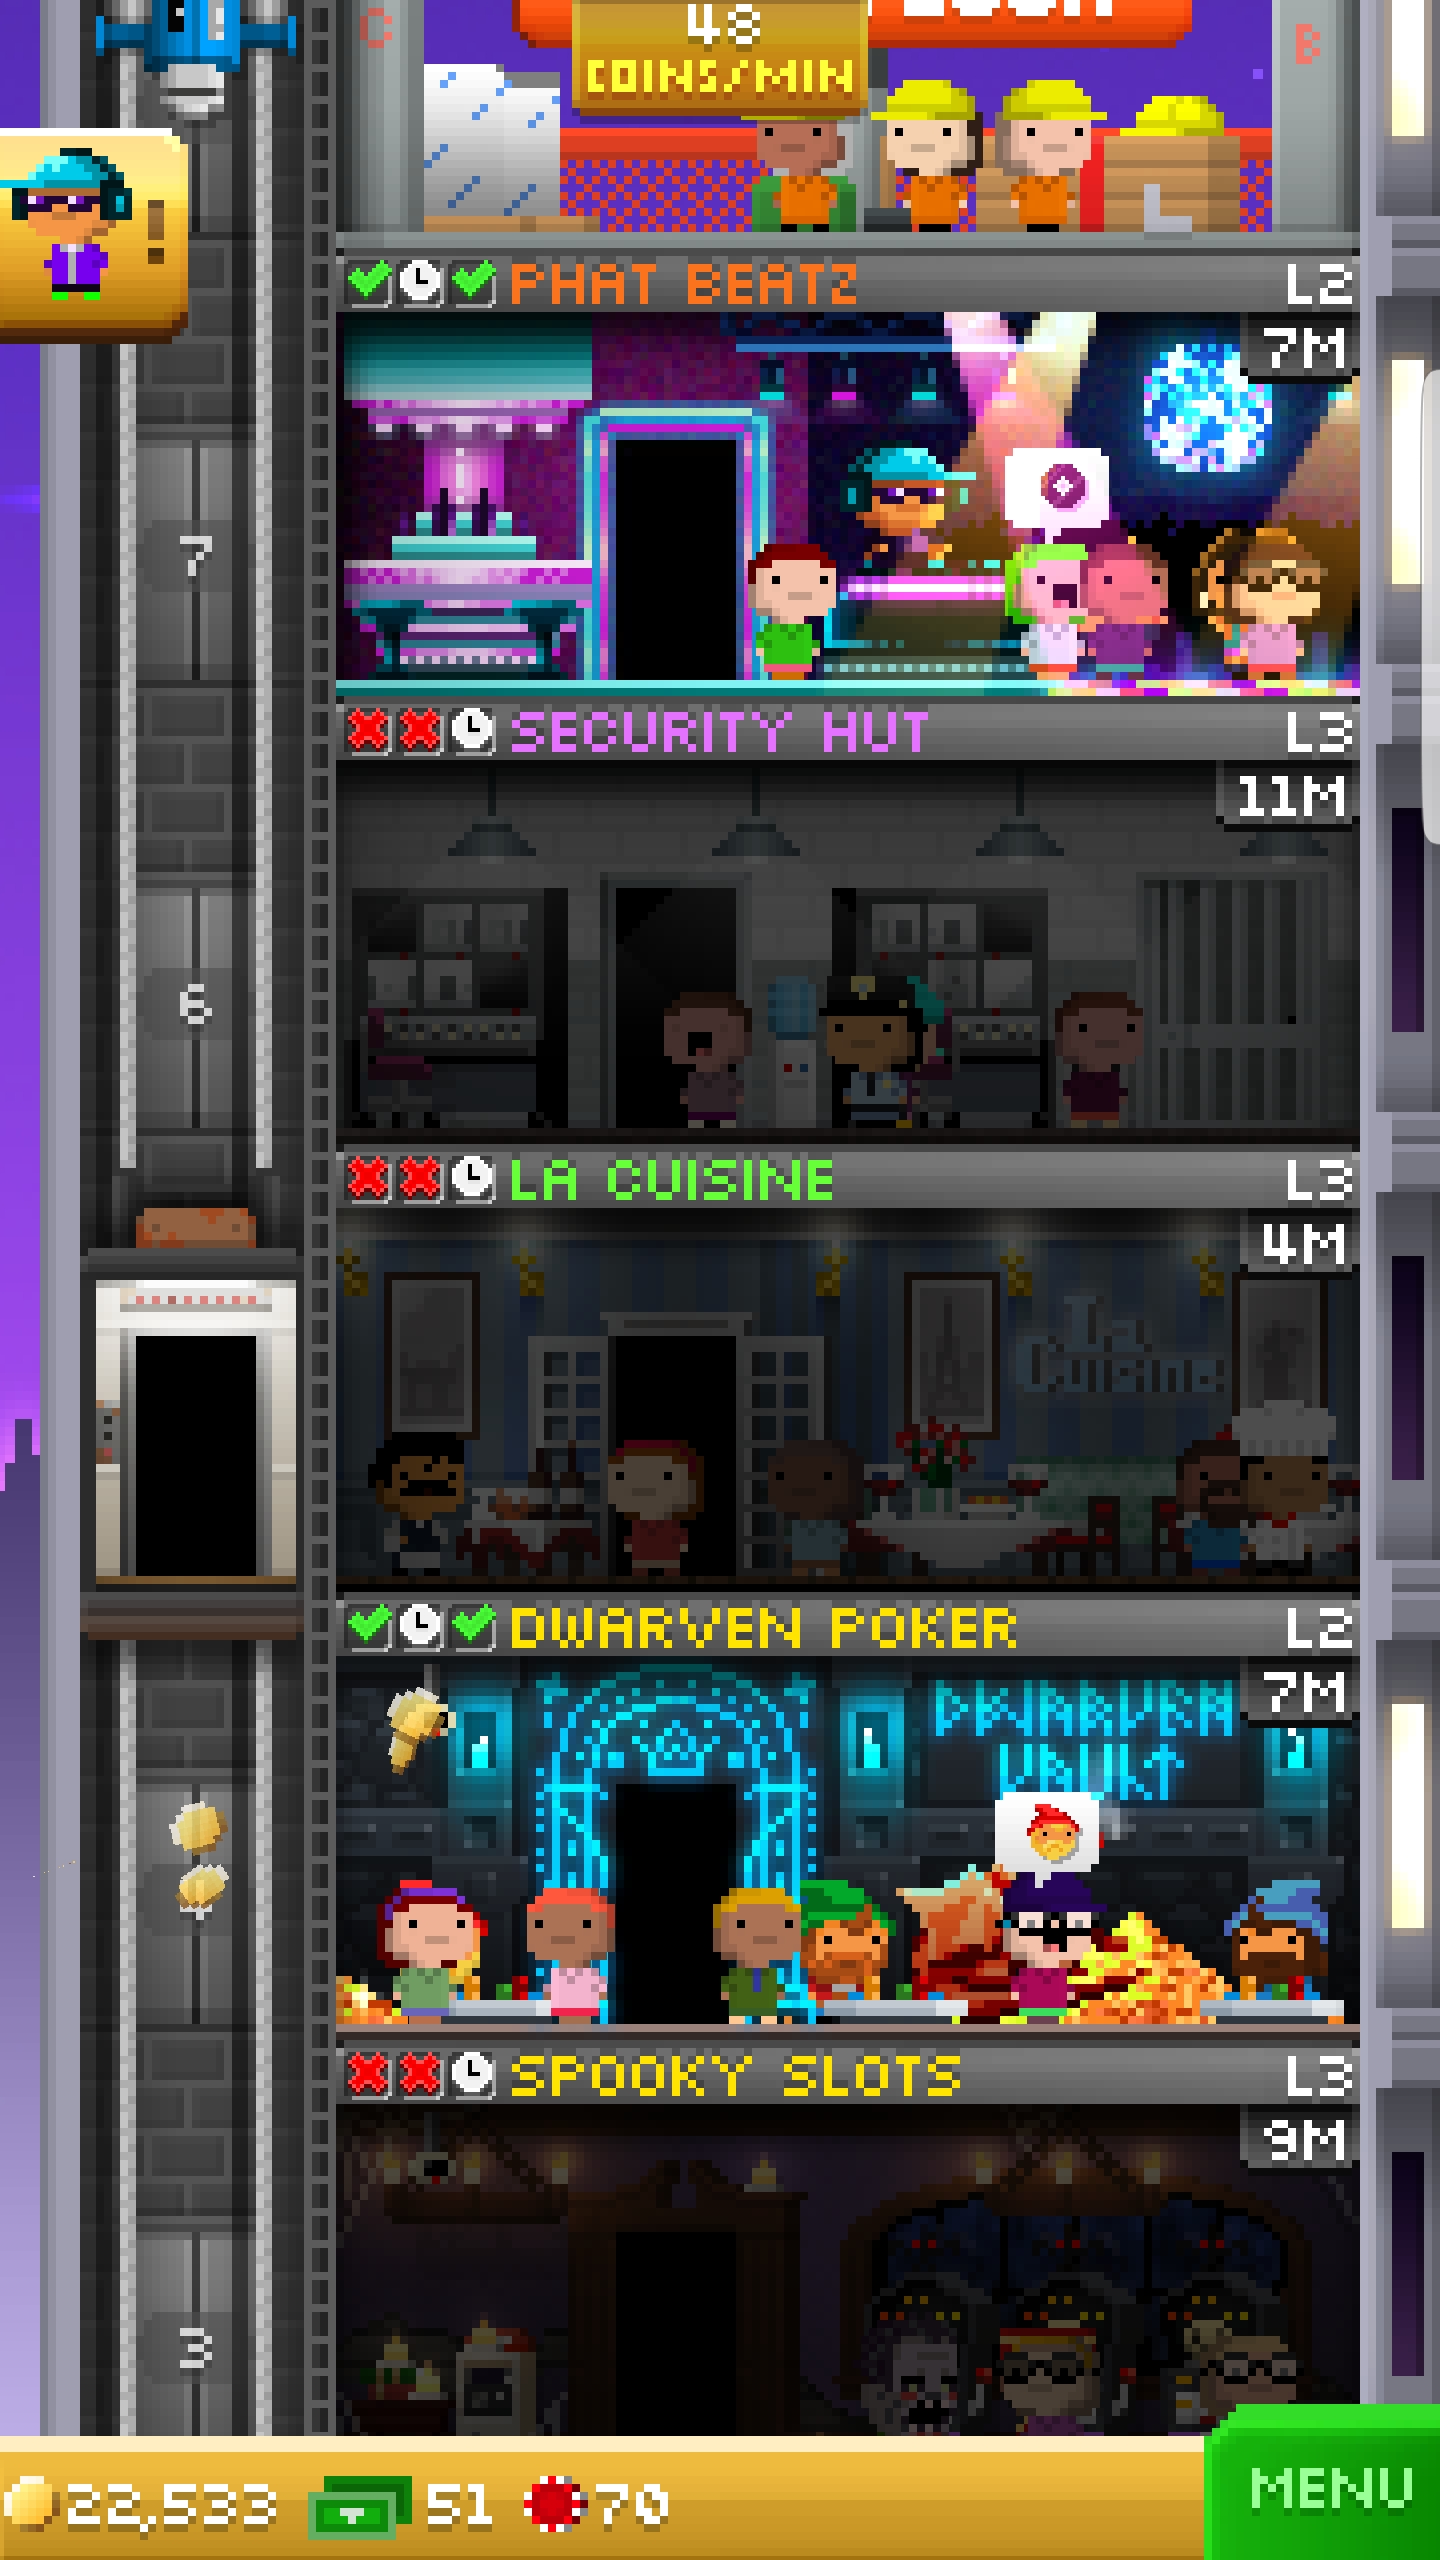 C
48
B
COINS/MIN
PHAT BEATZ L2
7M
7
SECURITY HUT L3
11M
6
LA CUISINE L3
4M
La
Cuisine
DWARVEN POKER L2
7M
DWARVEN
VAULT
SPOOKY SLOTS L3
9M
3
22,533 51 70
MENU